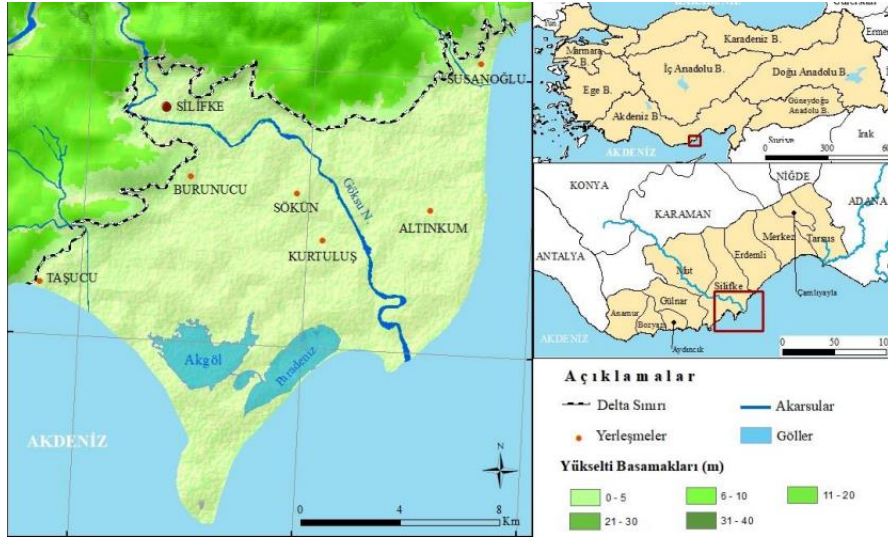 SİLİFKE
SUSANOĞLU
BURUNUCU
SÖKÜN
Göksu N
ALTINKUM
KURTULUŞ
TAŞUCU
Akgöl
Paradeniz
AKDENİZ
N
0 4 8
Km
Karadeniz B.
Marmara
B.
İç Anadolu B.
Doğu Anadolu B.
Ege B.
Güneydoğu
Anadolu B.
Akdeniz B.
AKDENİZ
Suriye
Irak
0 300 60
NİĞDE
KONYA
ADANA
KARAMAN
Merkez
Tarsus
ANTALYA
Erdemli
Mut
Silifke
Çamlıyayla
Gülnar
Anamur
Bozyazı
AKDENİZ
Aydıncık
0 50 10
Açıklamalar
Delta Sınırı
Akarsular
Yerleşmeler
Göller
Yükselti Basamakları (m)
0 - 5
6 - 10
11 - 20
21 - 30
31 - 40